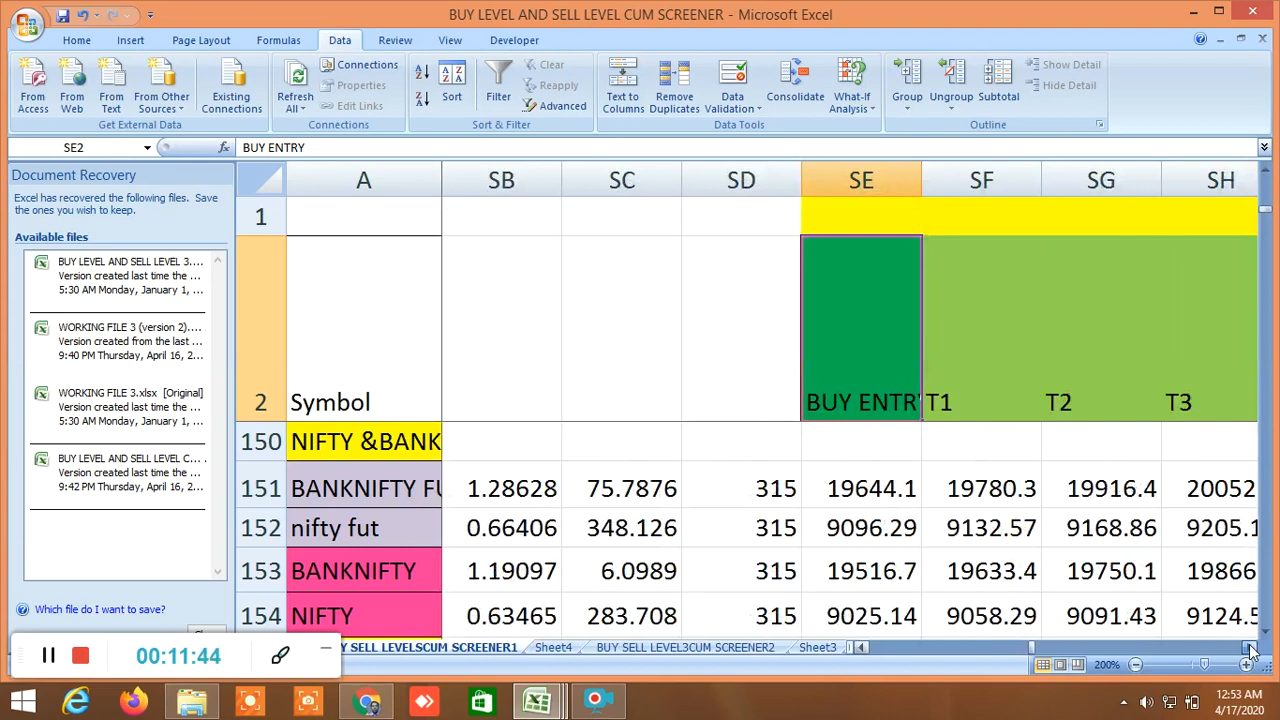 BUY LEVEL AND SELL LEVEL CUM SCREENER - Microsoft Excel
Home Insert Page Layout Formulas Data Review View Developer
From Access
From Web
From Text
From Other Sources
Existing Connections
Get External Data
Refresh All
Connections
Properties
Edit Links
Connections
Sort
Filter
Clear
Reapply
Advanced
Sort & Filter
Text to Columns
Remove Duplicates
Data Validation
Consolidate
What-If Analysis
Data Tools
Group
Ungroup
Subtotal
Show Detail
Hide Detail
Outline
SE2 fx BUY ENTRY
Document Recovery
Excel has recovered the following files. Save
the ones you wish to keep.
Available files
BUY LEVEL AND SELL LEVEL 3....
Version created last time the ...
5:30 AM Monday, January 1, ...
WORKING FILE 3 (version 2)....
Version created from the last ...
9:40 PM Thursday, April 16, 2...
WORKING FILE 3.xlsx [Original]
Version created last time the ...
5:30 AM Monday, January 1, ...
BUY LEVEL AND SELL LEVEL C... .
Version created last time the ...
9:42 PM Thursday, April 16, 2...
Which file do I want to save?
A SB SC SD SE SF SG SH
1
2 Symbol BUY ENTR T1 T2 T3
150 NIFTY &BANK
151 BANKNIFTY FU 1.28628 75.7876 315 19644.1 19780.3 19916.4 20052
152 nifty fut 0.66406 348.126 315 9096.29 9132.57 9168.86 9205.1
153 BANKNIFTY 1.19097 6.0989 315 19516.7 19633.4 19750.1 19866
154 NIFTY 0.63465 283.708 315 9025.14 9058.29 9091.43 9124.5
BUY SELL LEVELSCUM SCREENER1 Sheet4 BUY SELL LEVEL3CUM SCREENER2 Sheet3
00:11:44
200%
12:53 AM
4/17/2020